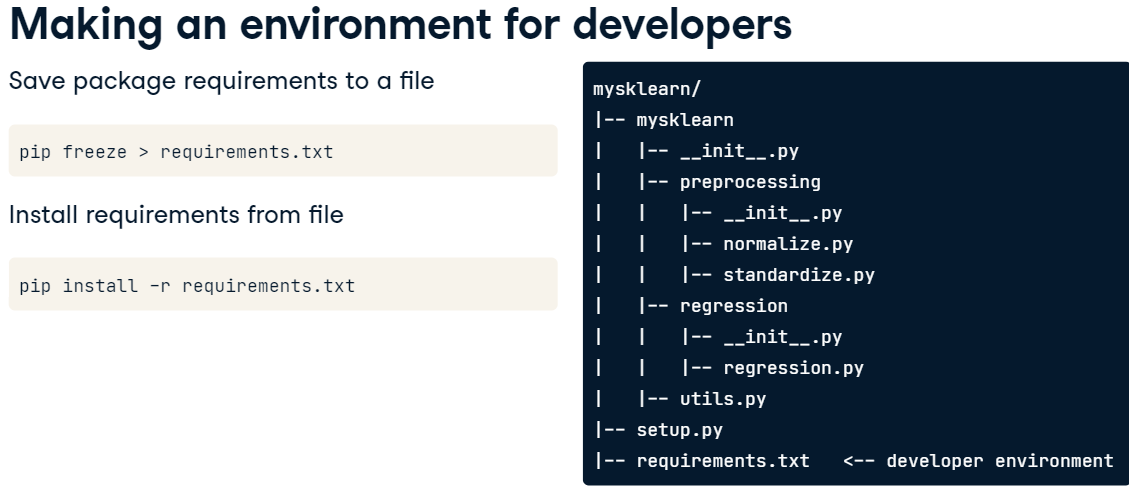 Making an environment for developers
Save package requirements to a file
pip freeze > requirements.txt
Install requirements from file
pip install -r requirements.txt
mysklearn/
|-- mysklearn
|   |-- __init__.py
|   |-- preprocessing
|   |   |-- __init__.py
|   |   |-- normalize.py
|   |   |-- standardize.py
|   |-- regression
|   |   |-- __init__.py
|   |   |-- regression.py
|   |-- utils.py
|-- setup.py
|-- requirements.txt   <-- developer environment